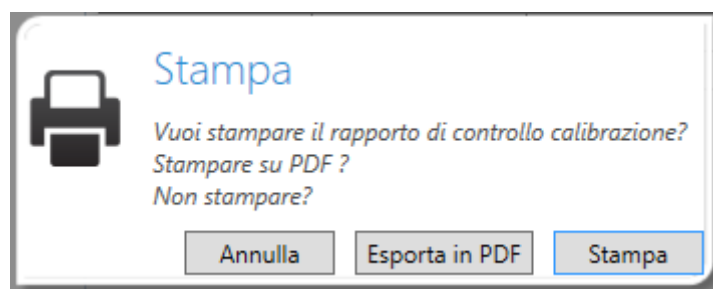 Stampa
Vuoi stampare il rapporto di controllo calibrazione?
Stampare su PDF ?
Non stampare?
Annulla
Esporta in PDF
Stampa